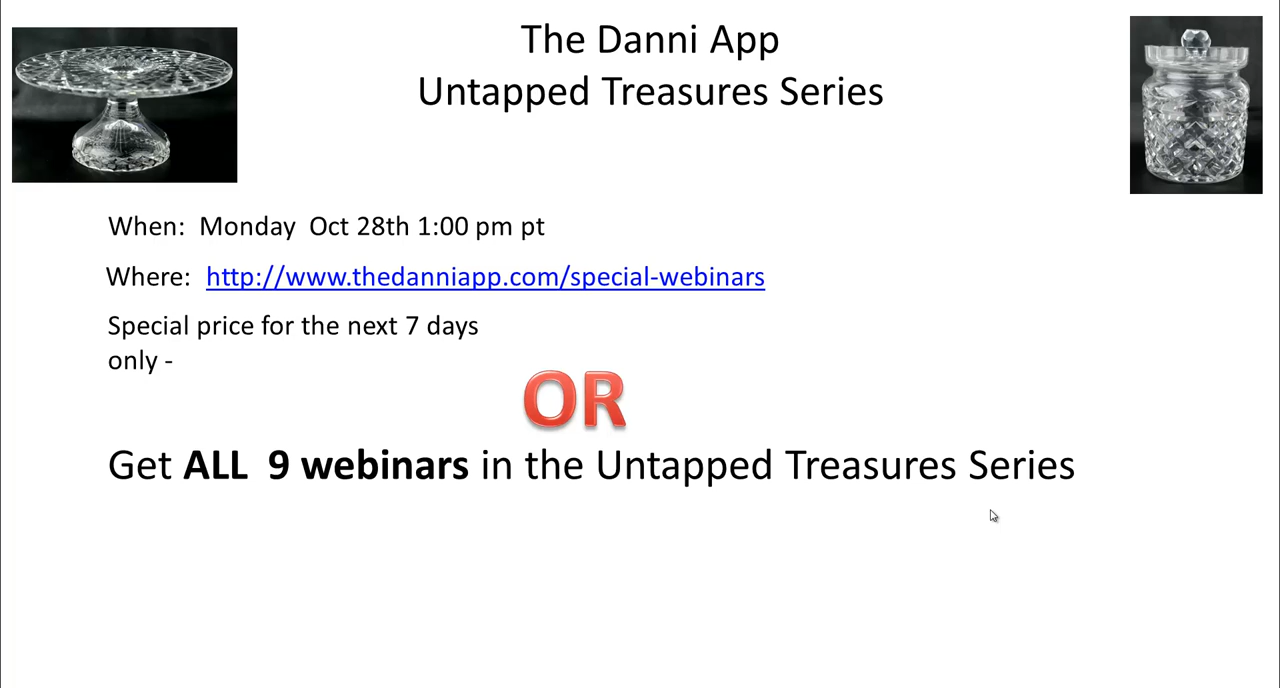 The Danni App
Untapped Treasures Series
When: Monday Oct 28th 1:00 pm pt
Where: http://www.thedanniapp.com/special-webinars
Special price for the next 7 days
only -
OR
Get ALL 9 webinars in the Untapped Treasures Series